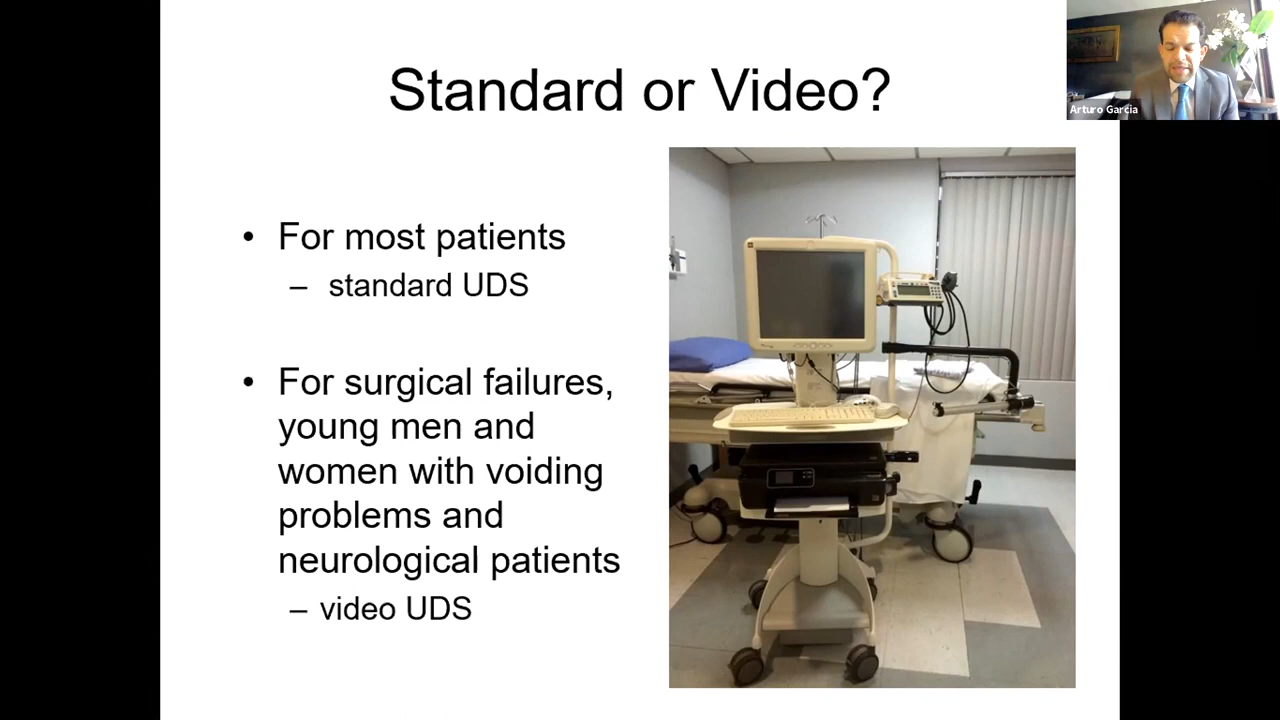 Standard or Video?
Arturo Garcia
• For most patients
– standard UDS
• For surgical failures,
young men and
women with voiding
problems and
neurological patients
– video UDS